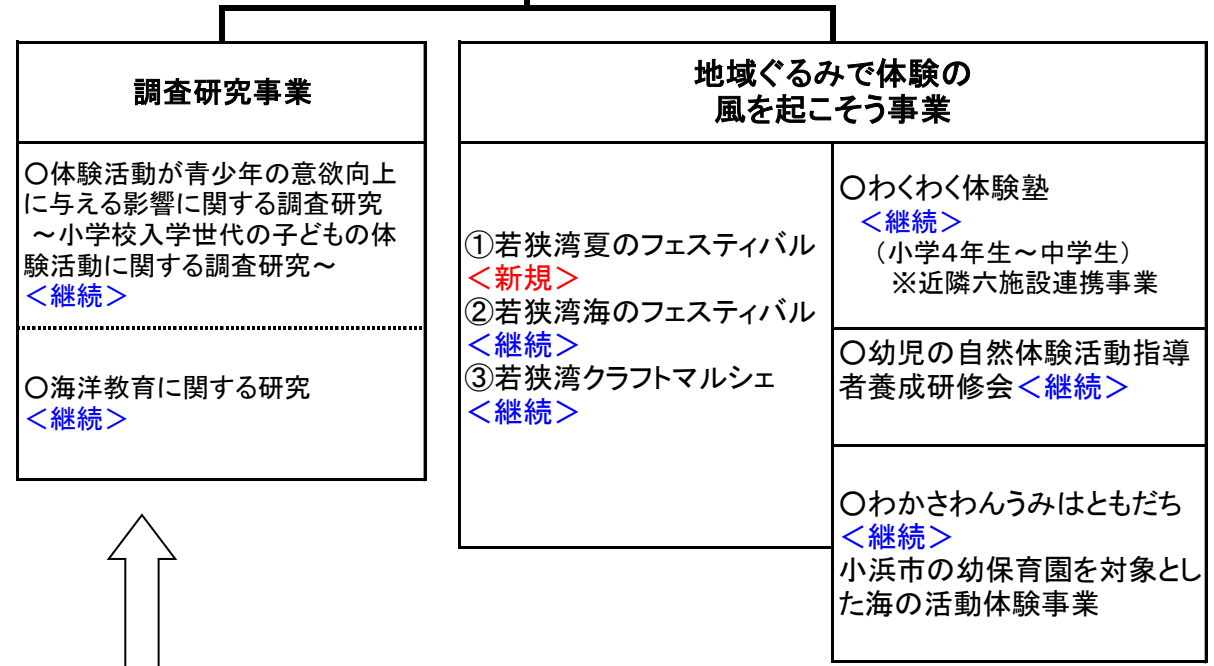 調査研究事業
〇体験活動が青少年の意欲向上
に与える影響に関する調査研究
～小学校入学世代の子どもの体
験活動に関する調査研究～
＜継続＞
〇海洋教育に関する研究
＜継続＞
地域ぐるみで体験の
風を起こそう事業
①若狭湾夏のフェスティバル
＜新規＞
②若狭湾海のフェスティバル
＜継続＞
③若狭湾クラフトマルシェ
＜継続＞
〇わくわく体験塾
＜継続＞
（小学４年生～中学生）
※近隣六施設連携事業
〇幼児の自然体験活動指導
者養成研修会＜継続＞
〇わかさわんうみはともだち
＜継続＞
小浜市の幼保育園を対象とし
た海の活動体験事業